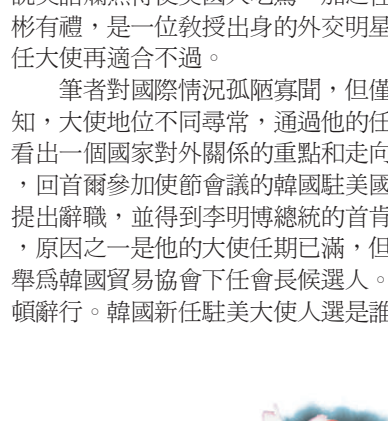 彬有禮，是一位教授出身的外交明星
任大使再適合不過。
筆者對國際情況孤陋寡聞，但僅
知，大使地位不同尋常，通過他的任
看出一個國家對外關係的重點和走向
，回首爾參加使節會議的韓國駐美國
提出辭職，並得到李明博總統的首肯
，原因之一是他的大使任期已滿，但
舉爲韓國貿易協會下任會長候選人。
頓辭行。韓國新任駐美大使人選是誰